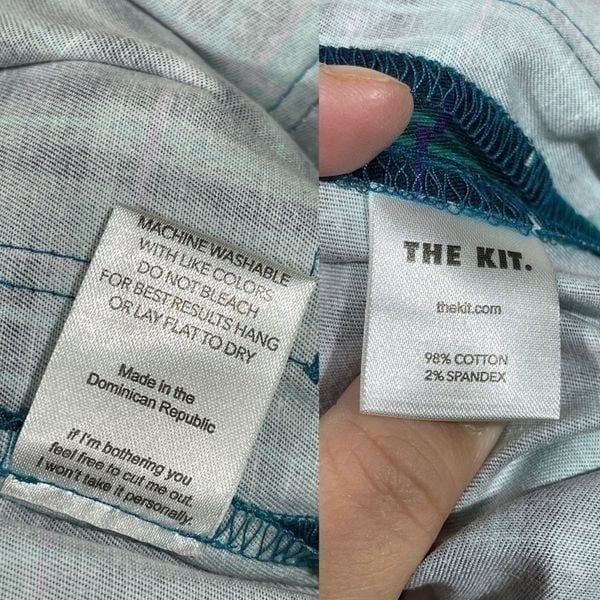 MACHINE WASHABLE
WITH LIKE COLORS
DO NOT BLEACH
FOR BEST RESULTS HANG
OR LAY FLAT TO DRY
Made in the
Dominican Republic
if I'm bothering you
feel free to cut me out.
I won't take it personally.
THE KIT.
thekit.com
98% COTTON
2% SPANDEX